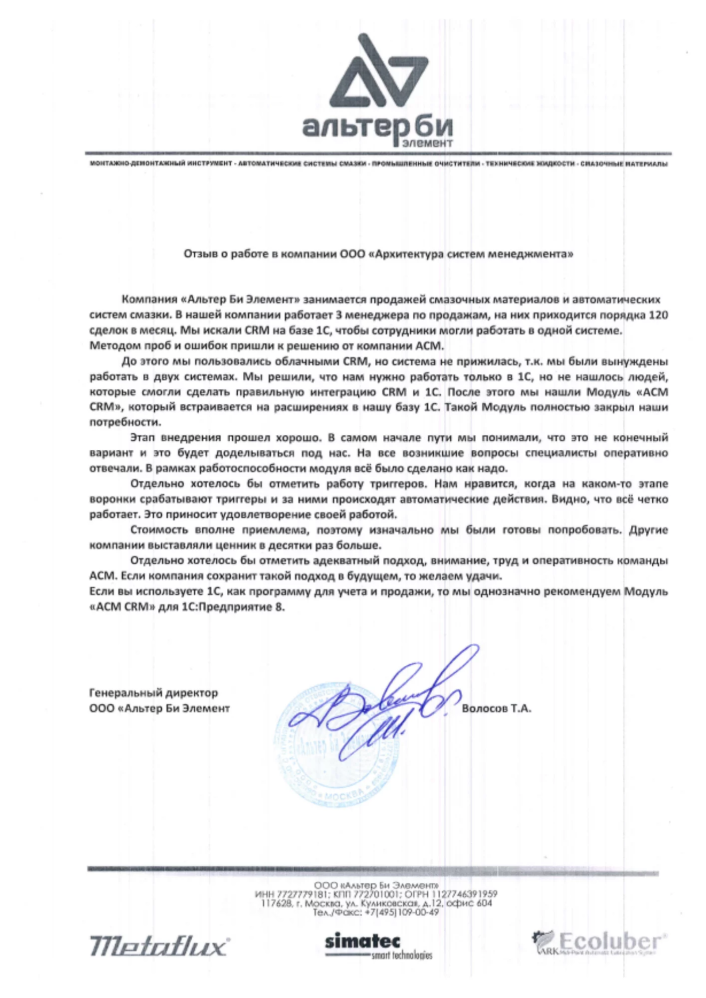 альтер би
элемент
МОНТАЖНО-ДЕМОНТАЖНЫЙ ИНСТРУМЕНТ - АВТОМАТИЧЕСКИЕ СИСТЕМЫ СМАЗКИ - ПРОМЫШЛЕННЫЕ ОЧИСТИТЕЛИ - ТЕХНИЧЕСКИЕ ЖИДКОСТИ - СМАЗОЧНЫЕ МАТЕРИАЛЫ
Отзыв о работе в компании ООО «Архитектура систем менеджмента»
Компания «Альтер Би Элемент» занимается продажей смазочных материалов и автоматических
систем смазки. В нашей компании работает 3 менеджера по продажам, на них приходится порядка 120
сделок в месяц. Мы искали CRM на базе 1С, чтобы сотрудники могли работать в одной системе.
Методом проб и ошибок пришли к решению от компании АСМ.
До этого мы пользовались облачными CRM, но система не прижилась, т.к. мы были вынуждены
работать в двух системах. Мы решили, что нам нужно работать только в 1С, но не нашлось людей,
которые смогли сделать правильную интеграцию CRM и 1С. После этого мы нашли Модуль «АСМ
CRM», который встраивается на расширениях в нашу базу 1С. Такой Модуль полностью закрыл наши
потребности.
Этап внедрения прошел хорошо. В самом начале пути мы понимали, что это не конечный
вариант и это будет доделываться под нас. На все возникшие вопросы специалисты оперативно
отвечали. В рамках работоспособности модуля всё было сделано как надо.
Отдельно хотелось бы отметить работу триггеров. Нам нравится, когда на каком-то этапе
воронки срабатывают триггеры и за ними происходят автоматические действия. Видно, что всё четко
работает. Это приносит удовлетворение своей работой.
Стоимость вполне приемлема, поэтому изначально мы были готовы попробовать. Другие
компании выставляли ценник в десятки раз больше.
Отдельно хотелось бы отметить адекватный подход, внимание, труд и оперативность команды
АСМ. Если компания сохранит такой подход в будущем, то желаем удачи.
Если вы используете 1С, как программу для учета и продажи, то мы однозначно рекомендуем Модуль
«АСМ CRM» для 1С:Предприятие 8.
Генеральный директор
ООО «Альтер Би Элемент
Волосов Т.А.
МОСКВА
ООО «Альтер Би Элемент»
ИНН 7727779181; КПП 772701001; ОГРН 1127746391959
117628, г. Москва, ул. Куликовская, д.12, офис 604
Тел./Факс: +7(495)109-00-49
Metaflux
simatec
smart technologies
Ecoluber
ARK